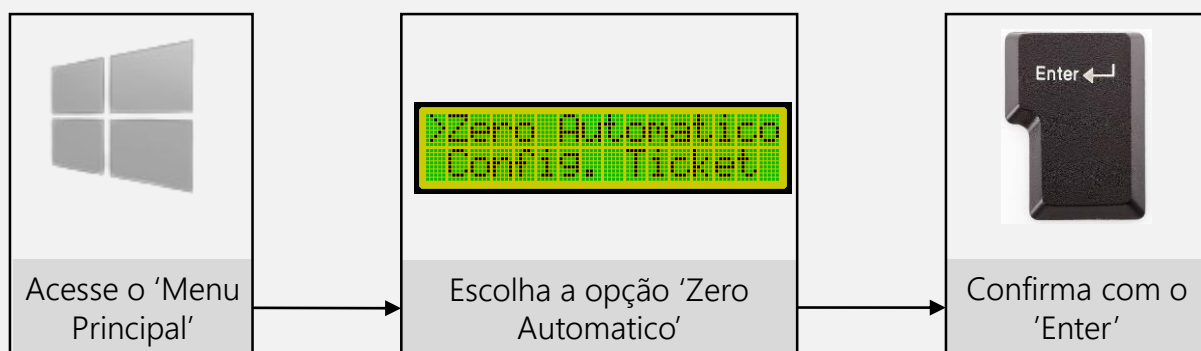 Enter
>Zero Automatico
Config. Ticket
Acesse o ‘Menu
Principal’
Escolha a opção ‘Zero
Automatico’
Confirma com o
‘Enter’